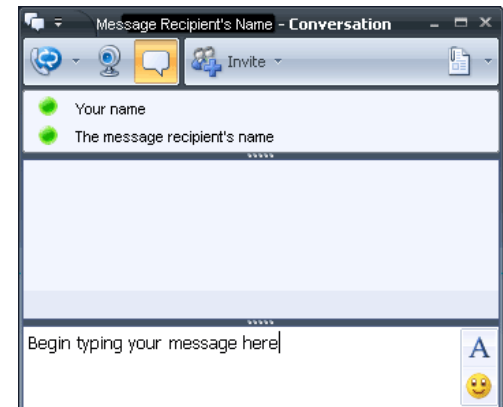 Message Recipient's Name - Conversation
Invite
Your name
The message recipient's name
Begin typing your message here
A